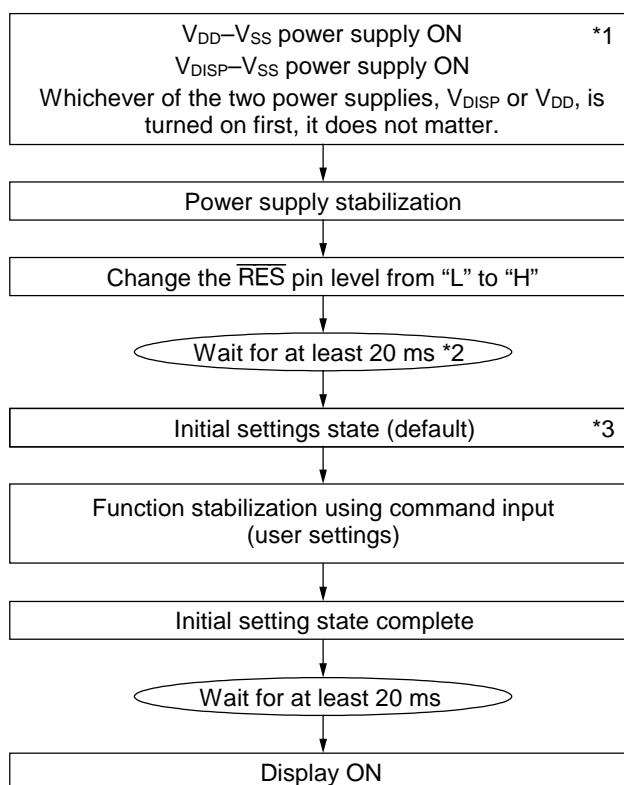 VDD–VSS power supply ON *1
VDISP–VSS power supply ON
Whichever of the two power supplies, VDISP or VDD, is
turned on first, it does not matter.
Power supply stabilization
Change the RES pin level from “L” to “H”
Wait for at least 20 ms *2
Initial settings state (default) *3
Function stabilization using command input
(user settings)
Initial setting state complete
Wait for at least 20 ms
Display ON